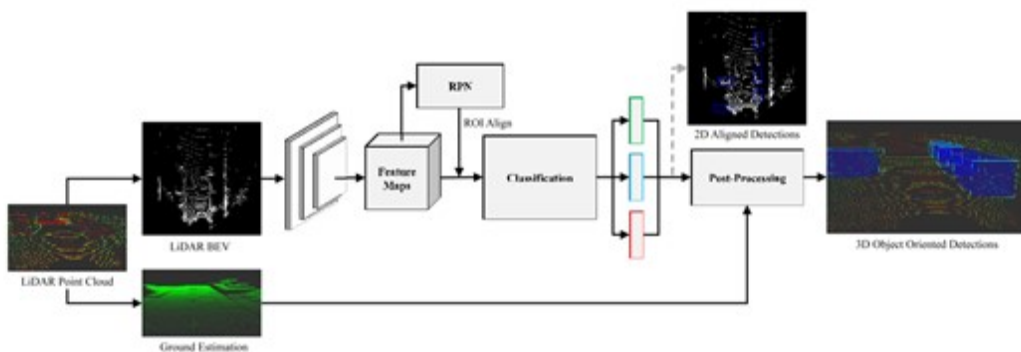 RPN
ROI Align
2D Aligned Detections
Feature
Maps
Classification
Post-Processing
LiDAR BEV
3D Object Oriented Detections
LiDAR Point Cloud
Ground Estimation